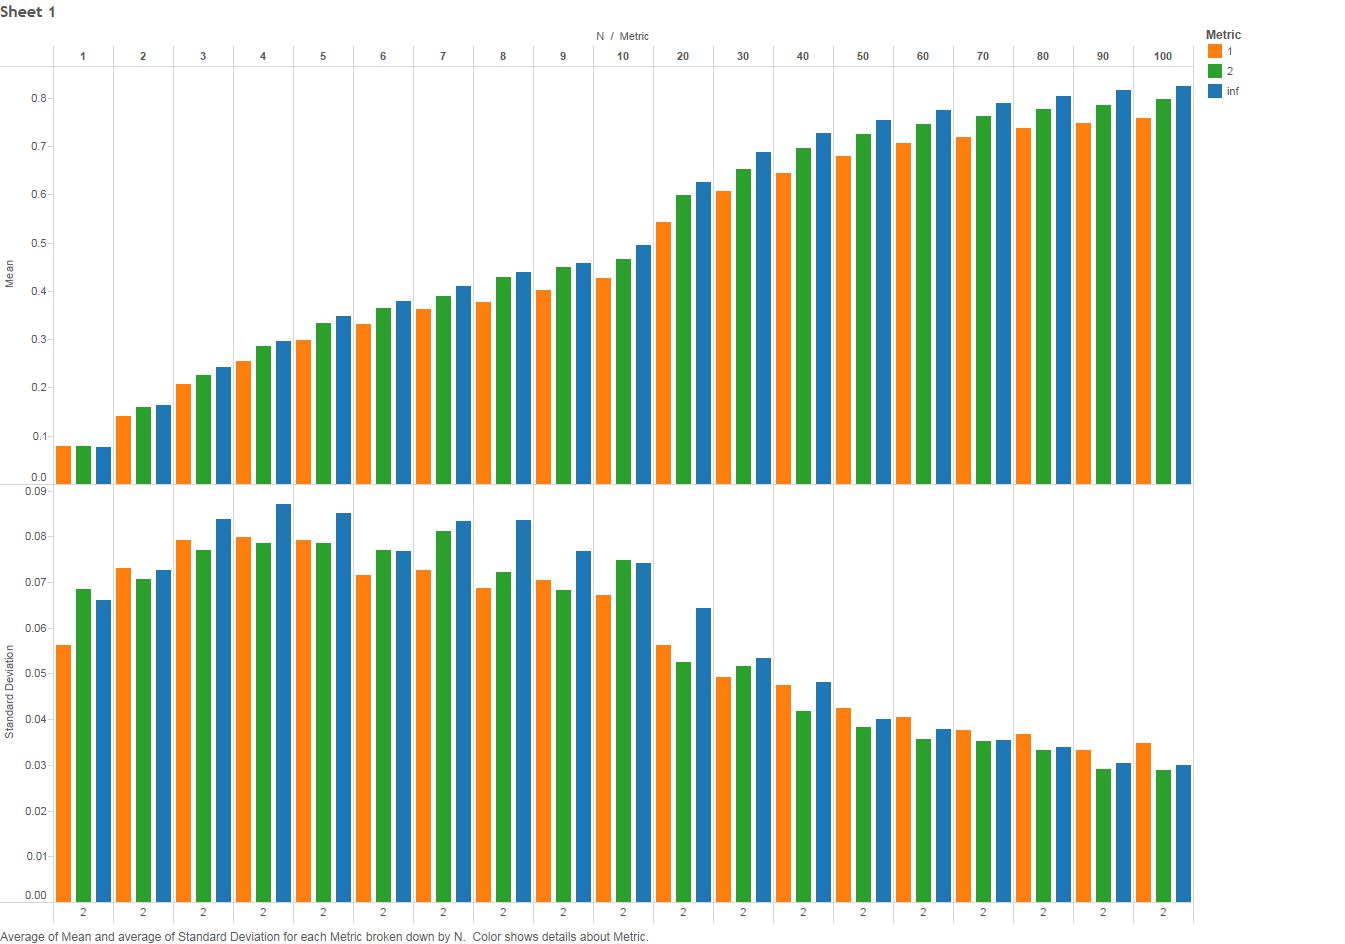 Sheet 1
N / Metric
1 2 3 4 5 6 7 8 9 10 20 30 40 50 60 70 80 90 100
Metric
1
2
inf
0.8
0.7
0.6
0.5
0.4
0.3
0.2
0.1
0.0
Mean
0.09
0.08
0.07
0.06
0.05
0.04
0.03
0.02
0.01
0.00
Standard Deviation
2 2 2 2 2 2 2 2 2 2 2 2 2 2 2 2 2 2 2
Average of Mean and average of Standard Deviation for each Metric broken down by N. Color shows details about Metric.